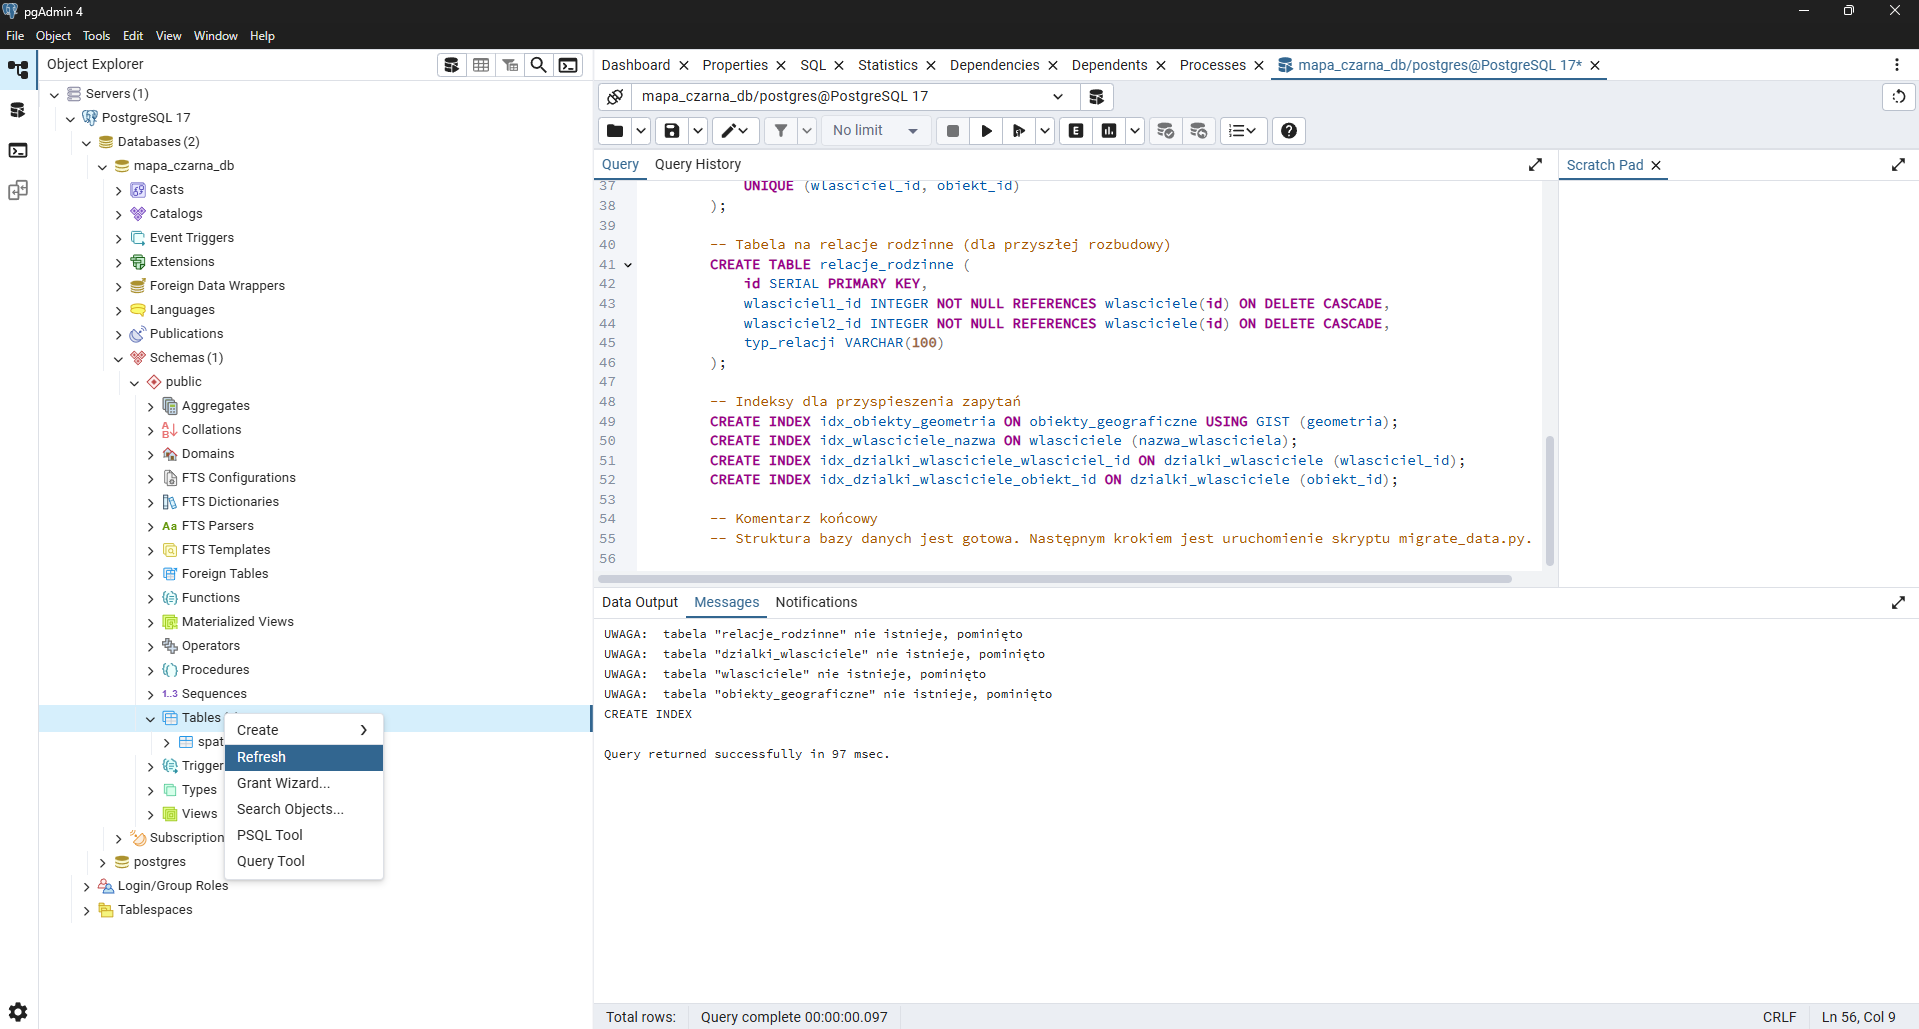 pgAdmin 4
File Object Tools Edit View Window Help
Object Explorer
Servers (1)
PostgreSQL 17
Databases (2)
mapa_czarna_db
Casts
Catalogs
Event Triggers
Extensions
Foreign Data Wrappers
Languages
Publications
Schemas (1)
public
Aggregates
Collations
Domains
FTS Configurations
FTS Dictionaries
Aa FTS Parsers
FTS Templates
Foreign Tables
Functions
Materialized Views
Operators
Procedures
1..3 Sequences
Tables
spat
Trigger
Types
Views
Subscription
postgres
Login/Group Roles
Tablespaces
Create
Refresh
Grant Wizard...
Search Objects...
PSQL Tool
Query Tool
Dashboard Properties SQL Statistics Dependencies Dependents Processes mapa_czarna_db/postgres@PostgreSQL 17*
mapa_czarna_db/postgres@PostgreSQL 17
No limit
Query Query History
37 UNIQUE (wlasciciel_id, obiekt_id)
38 );
39
40 -- Tabela na relacje rodzinne (dla przyszłej rozbudowy)
41 CREATE TABLE relacje_rodzinne (
42 id SERIAL PRIMARY KEY,
43 wlasciciel1_id INTEGER NOT NULL REFERENCES wlasciciele(id) ON DELETE CASCADE,
44 wlasciciel2_id INTEGER NOT NULL REFERENCES wlasciciele(id) ON DELETE CASCADE,
45 typ_relacji VARCHAR(100)
46 );
47
48 -- Indeksy dla przyspieszenia zapytań
49 CREATE INDEX idx_obiekty_geometria ON obiekty_geograficzne USING GIST (geometria);
50 CREATE INDEX idx_wlasciciele_nazwa ON wlasciciele (nazwa_wlasciciela);
51 CREATE INDEX idx_dzialki_wlasciciele_wlasciciel_id ON dzialki_wlasciciele (wlasciciel_id);
52 CREATE INDEX idx_dzialki_wlasciciele_obiekt_id ON dzialki_wlasciciele (obiekt_id);
53
54 -- Komentarz końcowy
55 -- Struktura bazy danych jest gotowa. Następnym krokiem jest uruchomienie skryptu migrate_data.py.
56
Scratch Pad
Data Output Messages Notifications
UWAGA: tabela "relacje_rodzinne" nie istnieje, pominięto
UWAGA: tabela "dzialki_wlasciciele" nie istnieje, pominięto
UWAGA: tabela "wlasciciele" nie istnieje, pominięto
UWAGA: tabela "obiekty_geograficzne" nie istnieje, pominięto
CREATE INDEX
Query returned successfully in 97 msec.
Total rows: Query complete 00:00:00.097 CRLF Ln 56, Col 9